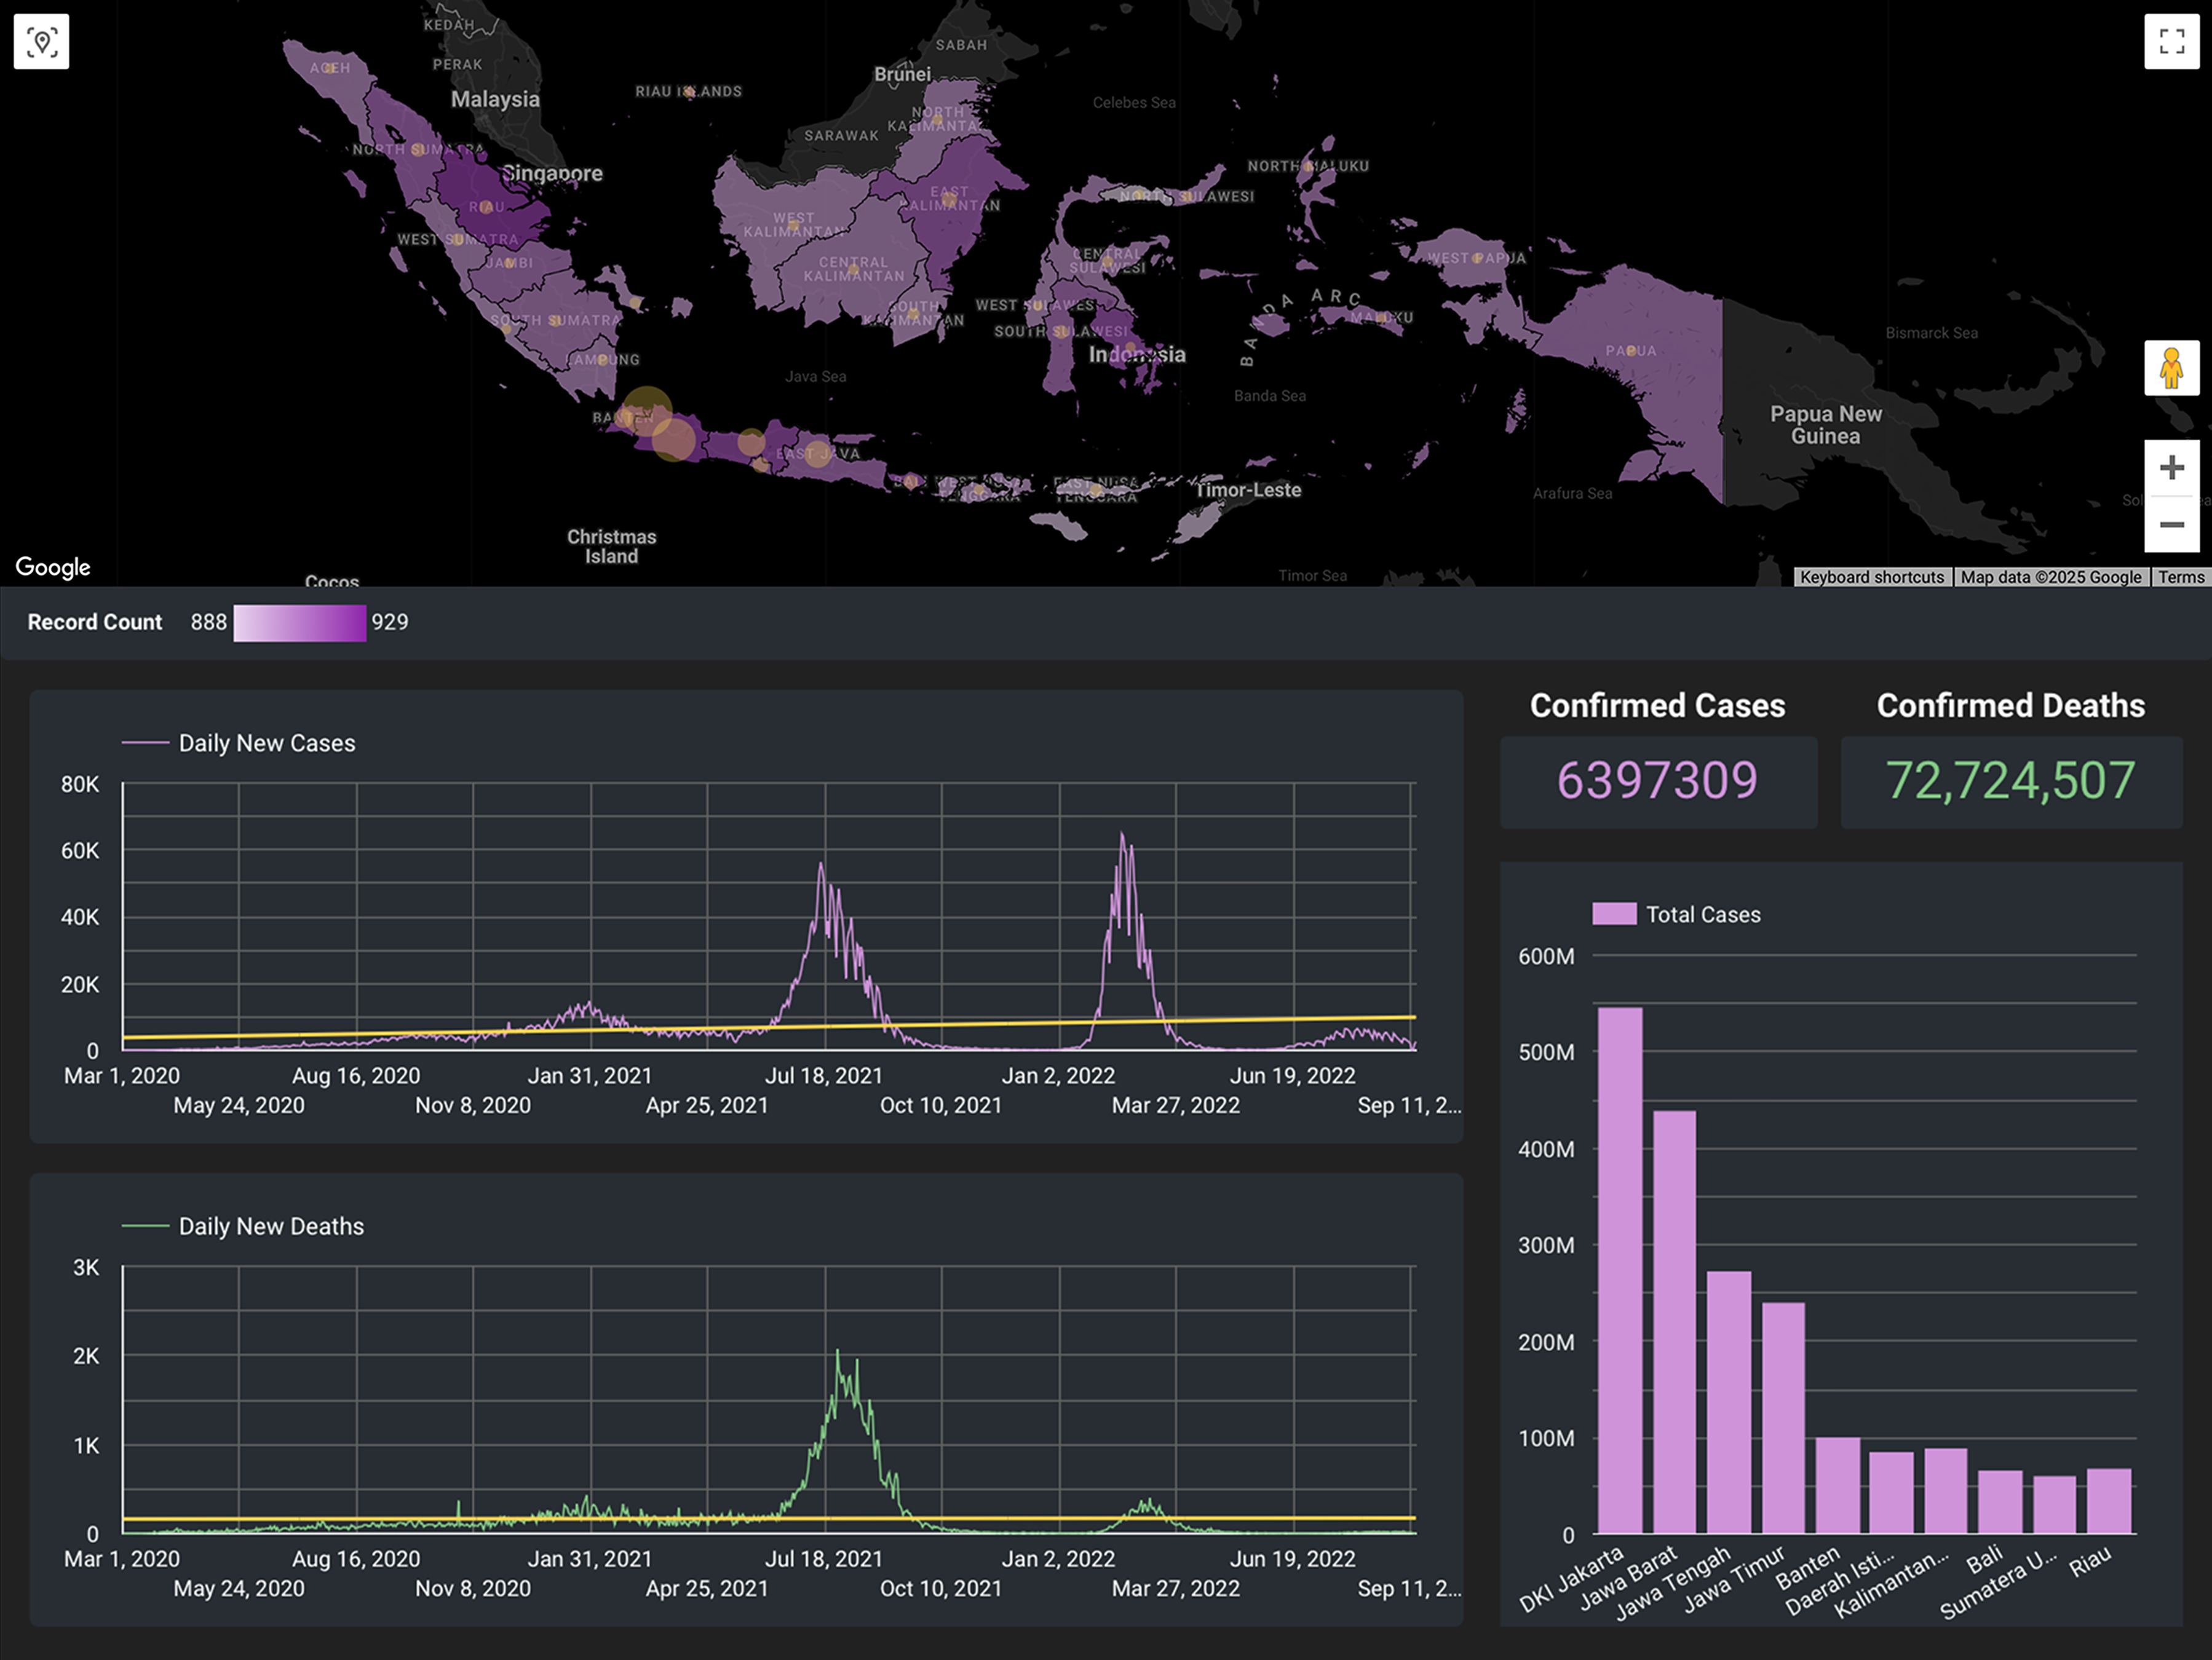 KEDAH
SABAH
PERAK
Brunei
ACEH
Malaysia
RIAU ISLANDS
Celebes Sea
NORTH
KALIMANTA
SARAWAK
NORTH SUMATRA
Singapore
NORTH MALUKU
EAST
KALIMANTAN
NORTH SULAWESI
RIAU
WEST
KALIMANTAN
WEST SUMATRA
JAMBI
CENTRAL
KALIMANTAN
CENTRAL
SULAWESI
WEST PAPUA
BANDA ARC
SOUTH
KALIMANTAN
WEST SULAWES
MALUKU
SOUTH SUMATRA
SOUTH SULAWESI
Bismarck Sea
LAMPUNG
Indonesia
PAPUA
Java Sea
Banda Sea
BANTEN
Papua New
Guinea
EAST JAVA
BALI
WEST NUSA
TENGGARA
EAST NUSA
TENGGARA
Timor-Leste
Arafura Sea
Sol
Christmas
Island
Google
Cocos
Timor Sea
Keyboard shortcuts
Map data ©2025 Google
Terms
Record Count 888 929
Daily New Cases
80K
60K
40K
20K
0
Mar 1, 2020
Aug 16, 2020
Jan 31, 2021
Jul 18, 2021
Jan 2, 2022
Jun 19, 2022
May 24, 2020
Nov 8, 2020
Apr 25, 2021
Oct 10, 2021
Mar 27, 2022
Sep 11, 2...
Confirmed Cases
6397309
Confirmed Deaths
72,724,507
Daily New Deaths
3K
2K
1K
0
Mar 1, 2020
Aug 16, 2020
Jan 31, 2021
Jul 18, 2021
Jan 2, 2022
Jun 19, 2022
May 24, 2020
Nov 8, 2020
Apr 25, 2021
Oct 10, 2021
Mar 27, 2022
Sep 11, 2...
Total Cases
600M
500M
400M
300M
200M
100M
0
DKI Jakarta
Jawa Barat
Jawa Tengah
Jawa Timur
Banten
Daerah Isti...
Kalimantan...
Bali
Sumatera U...
Riau